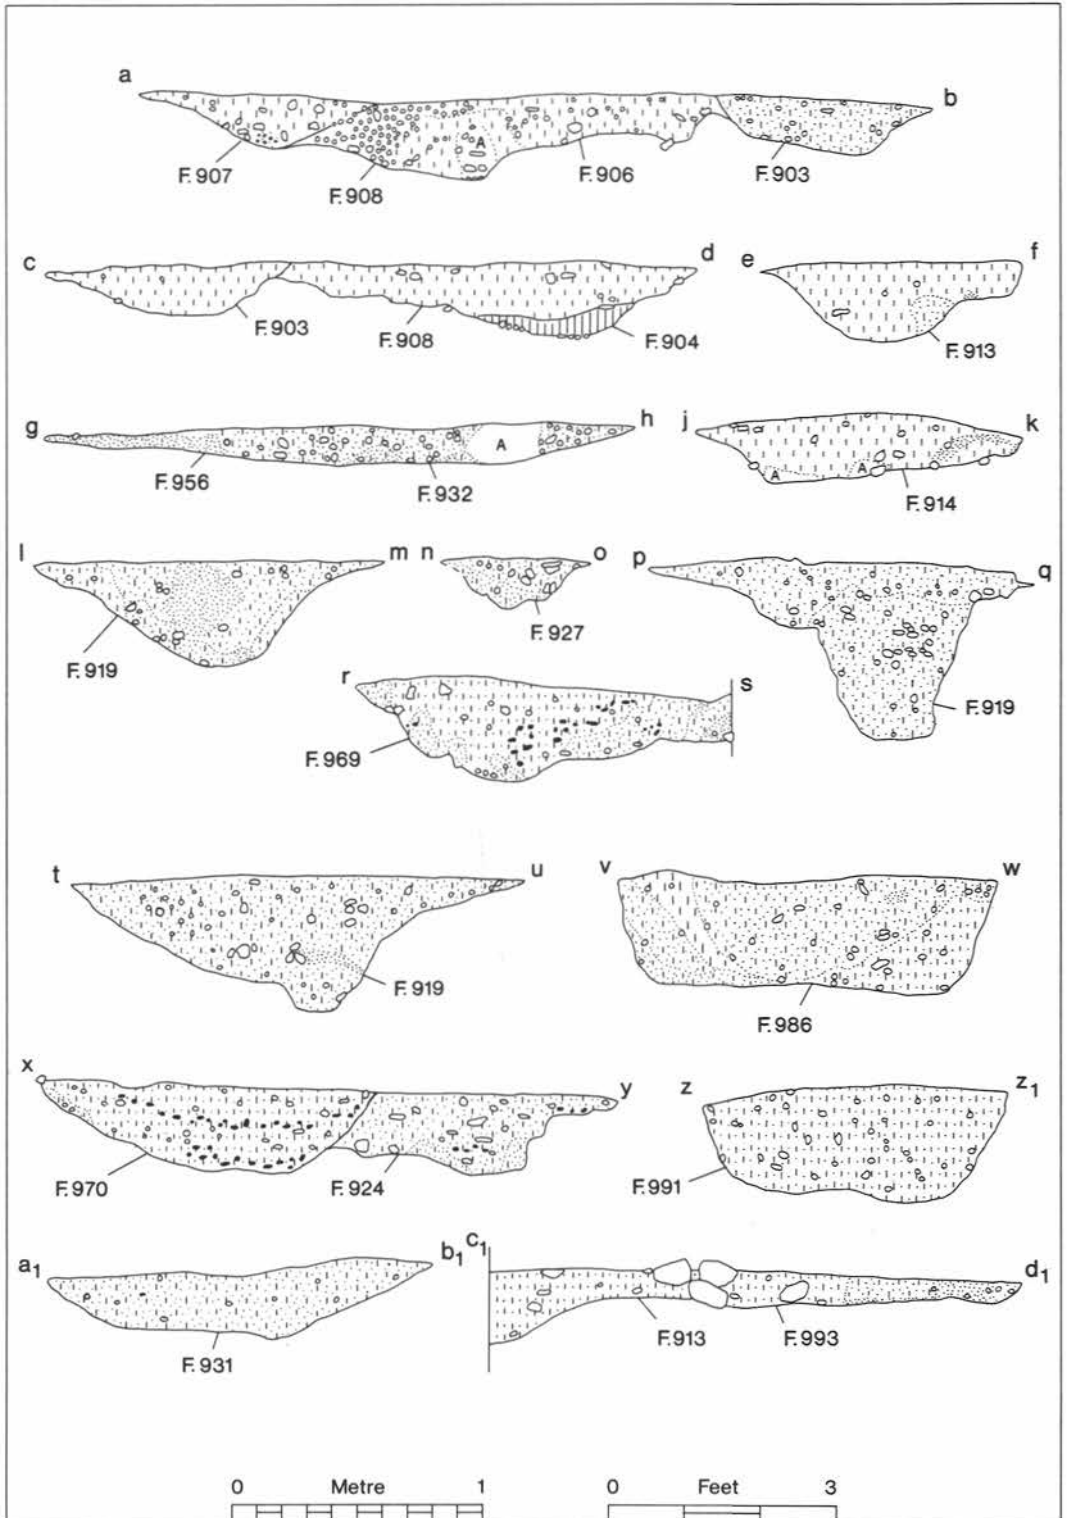 a b
A
F.907 F.908 F.906 F.903
c d e f
F.903 F.908 F.904 F.913
g h j k
A
F.956 F.932
A A
F.914
l m n o p q
F.919 F.927 F.919
r s
F.969
t u v w
F.919 F.986
x y z z1
F.970 F.924 F.991
a1 b1 c1 d1
F.931 F.913 F.993
0 Metre 1 0 Feet 3